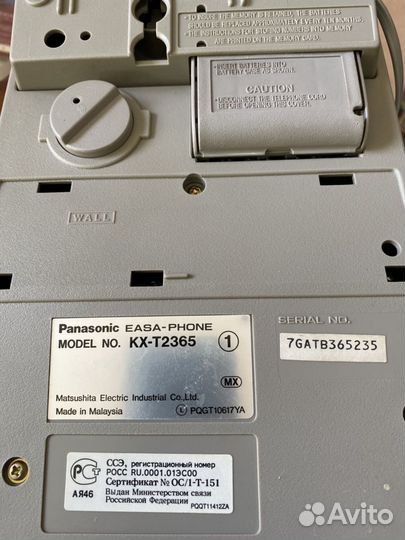 • TO INSURE THE MEMORY IS RETAINED, THE BATTERIES
SHOULD BE REPLACED APPROXIMATELY EVERY TEN MONTHS.
• THE INSTRUCTIONS FOR STORING NUMBERS INTO MEMORY
ARE PRINTED ON THE MEMORY CARD.
• INSERT BATTERIES INTO
BATTERY CASE AS SHOWN.
CAUTION
• DISCONNECT THE TELEPHONE CORD
BEFORE OPENING THIS COVER.
WALL
Panasonic EASA-PHONE
MODEL NO. KX-T2365 1
MX
Matsushita Electric Industrial Co.,Ltd.
Made in Malaysia L PQGT10617YA
SERIAL NO.
7GATB365235
ССЭ, регистрационный номер
РОСС RU.0001.01ЭС00
Сертификат № ОС/1-Т-151
АЯ46 Выдан Министерством связи
Российской Федерации
PQQT11412ZA
Avito